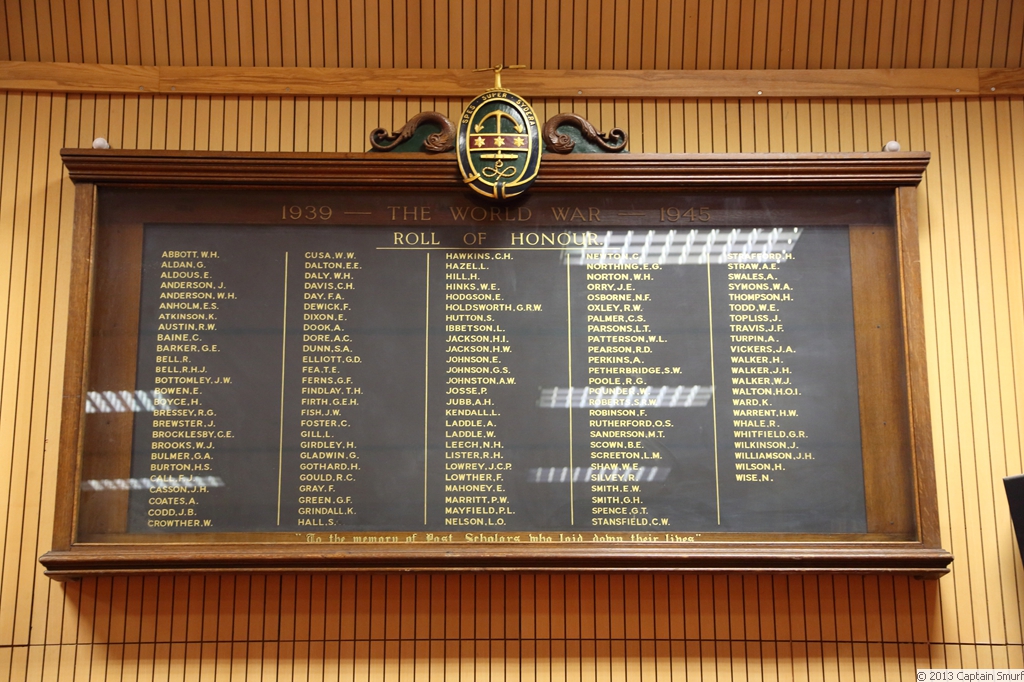 SPES SUPER SYDERA
1939 — THE WORLD WAR — 1945
ROLL OF HONOUR.
ABBOTT, W.H.
ALDAN, G.
ALDOUS, E.
ANDERSON, J.
ANDERSON, W.H.
ANHOLM, E.S.
ATKINSON, K.
AUSTIN, R.W.
BAINE, C.
BARKER, G.E.
BELL, R.
BELL, R.H.J.
BOTTOMLEY, J.W.
BOWEN, E.
BOYCE, H.
BRESSEY, R.G.
BREWSTER, J.
BROCKLESBY, C.E.
BROOKS, W.J.
BULMER, G.A.
BURTON, H.S.
CALL, F.J.
CASSON, J.H.
COATES, A.
CODD, J.B.
CROWTHER, W.
CUSA, W.W.
DALTON, E.E.
DALY, W.H.
DAVIS, C.H.
DAY, F.A.
DEWICK, F.
DIXON, E.
DOOK, A.
DORE, A.C.
DUNN, S.A.
ELLIOTT, G.D.
FEA, T.E.
FERNS, G.F.
FINDLAY, T.H.
FIRTH, G.E.H.
FISH, J.W.
FOSTER, C.
GILL, L.
GIRDLEY, H.
GLADWIN, G.
GOTHARD, H.
GOULD, R.C.
GRAY, F.
GREEN, G.F.
GRINDALL, K.
HALL, S.
HAWKINS, C.H.
HAZEL, L.
HILL, H.
HINKS, W.E.
HODGSON, E.
HOLDSWORTH, G.R.W.
HUTTON, S.
IBBETSON, L.
JACKSON, H.I.
JACKSON, H.W.
JOHNSON, E.
JOHNSON, G.S.
JOHNSTON, A.W.
JOSSE, P.
JUBB, A.H.
KENDALL, L.
LADDLE, A.
LADDLE, W.
LEECH, N.H.
LISTER, R.H.
LOWREY, J.C.P.
LOWTHER, F.
MAHONEY, E.
MARRITT, P.W.
MAYFIELD, P.L.
NELSON, L.O.
NEWTON, C.
NORTHING, E.G.
NORTON, W.H.
ORRY, J.E.
OSBORNE, N.F.
OXLEY, R.W.
PALMER, C.S.
PARSONS, L.T.
PATTERSON, W.L.
PEARSON, R.D.
PERKINS, A.
PETHERBRIDGE, S.W.
POOLE, R.G.
POUNDER, W.
ROBERTS, S.R.W.
ROBINSON, F.
RUTHERFORD, O.S.
SANDERSON, M.T.
SCOWN, B.E.
SCREETON, L.M.
SHAW, W.E.
SILVEY, R.
SMITH, E.W.
SMITH, G.H.
SPENCE, G.T.
STANSFIELD, C.W.
STRAFFORD, H.
STRAW, A.E.
SWALES, A.
SYMONS, W.A.
THOMPSON, H.
TODD, W.E.
TOPLISS, J.
TRAVIS, J.F.
TURPIN, A.
VICKERS, J.A.
WALKER, H.
WALKER, J.H.
WALKER, W.J.
WALTON, H.O.I.
WARD, K.
WARRENT, H.W.
WHALE, R.
WHITFIELD, G.R.
WILKINSON, J.
WILLIAMSON, J.H.
WILSON, H.
WISE, N.
"To the memory of Past Scholars who laid down their lives"
© 2013 Captain Smurf